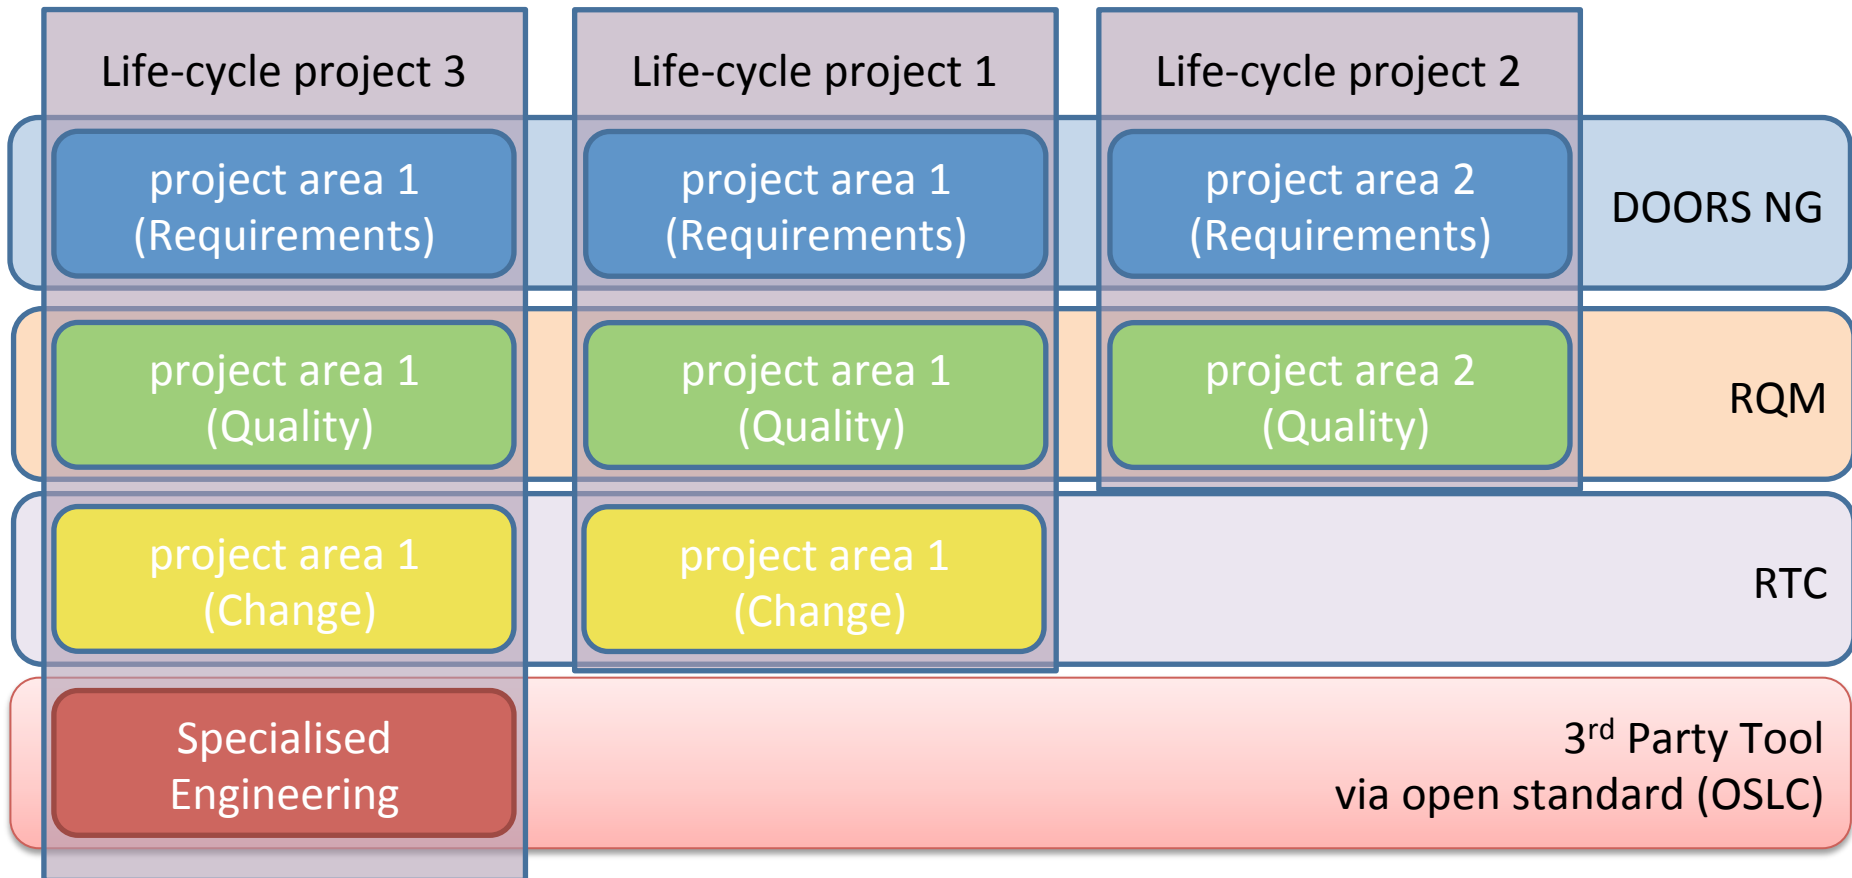 Life-cycle project 3
Life-cycle project 1
Life-cycle project 2
project area 1
(Requirements)
project area 1
(Requirements)
project area 2
(Requirements)
DOORS NG
project area 1
(Quality)
project area 1
(Quality)
project area 2
(Quality)
RQM
project area 1
(Change)
project area 1
(Change)
RTC
Specialised
Engineering
3rd Party Tool
via open standard (OSLC)